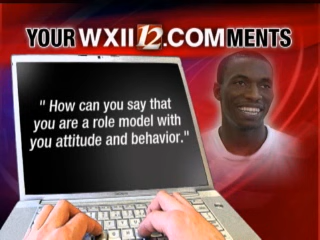 YOUR WXII 12.COMMENTS
" How can you say that
you are a role model with
you attitude and behavior."